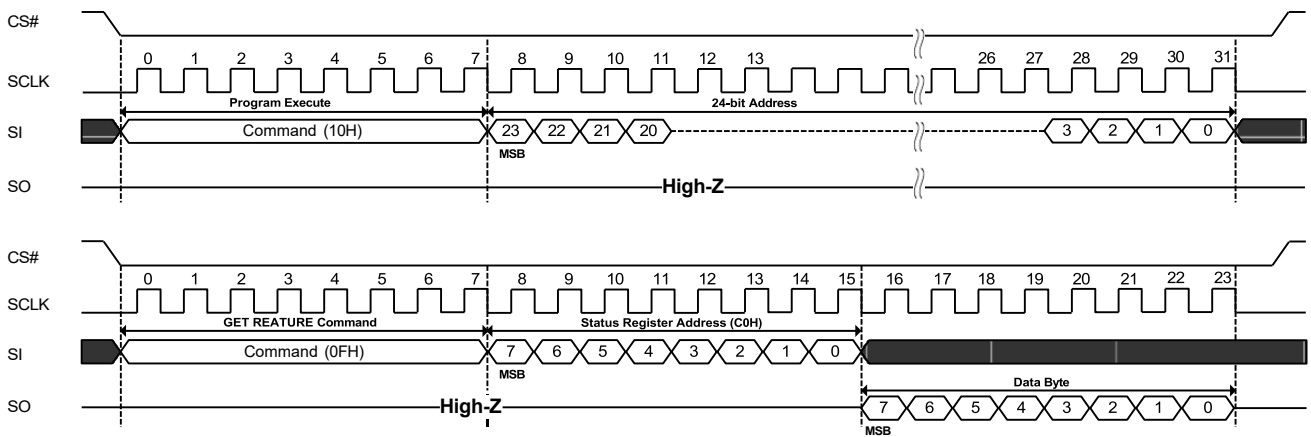 CS#
0 1 2 3 4 5 6 7 8 9 10 11 12 13 26 27 28 29 30 31
SCLK
Program Execute 24-bit Address
SI Command (10H) 23 22 21 20 3 2 1 0
MSB
SO High-Z
CS#
0 1 2 3 4 5 6 7 8 9 10 11 12 13 14 15 16 17 18 19 20 21 22 23
SCLK
GET REATURE Command Status Register Address (C0H)
SI Command (0FH) 7 6 5 4 3 2 1 0
MSB Data Byte
SO High-Z 7 6 5 4 3 2 1 0
MSB